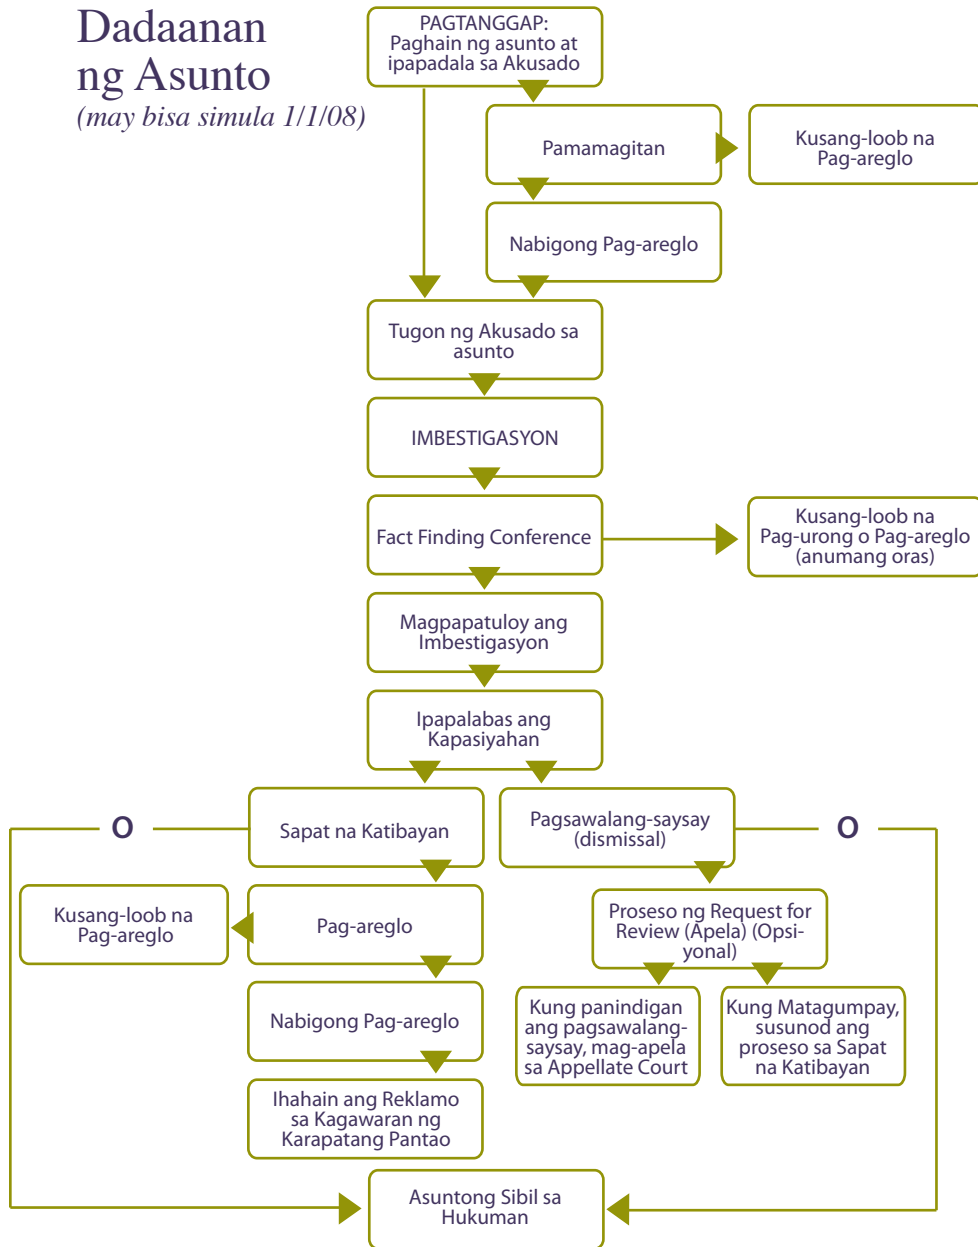 Dadaanan
ng Asunto
(may bisa simula 1/1/08)
PAGTANGGAP:
Paghain ng asunto at
ipapadala sa Akusado
Pamamagitan
Kusang-loob na
Pag-areglo
Nabigong Pag-areglo
Tugon ng Akusado sa
asunto
IMBESTIGASYON
Fact Finding Conference
Kusang-loob na
Pag-urong o Pag-areglo
(anumang oras)
Magpapatuloy ang
Imbestigasyon
Ipapalabas ang
Kapasiyahan
O
Sapat na Katibayan
Pagsawalang-saysay
(dismissal)
O
Kusang-loob na
Pag-areglo
Pag-areglo
Proseso ng Request for
Review (Apela) (Opsi-
yonal)
Nabigong Pag-areglo
Kung panindigan
ang pagsawalang-
saysay, mag-apela
sa Appellate Court
Kung Matagumpay,
susunod ang
proseso sa Sapat
na Katibayan
Ihahain ang Reklamo
sa Kagawaran ng
Karapatang Pantao
Asuntong Sibil sa
Hukuman